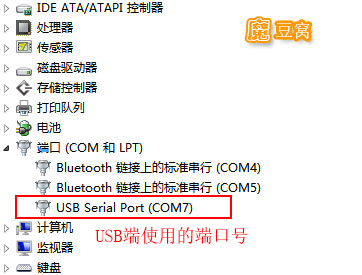 IDE ATA/ATAPI 控制器
魔豆窝
处理器
传感器
磁盘驱动器
存储控制器
打印队列
电池
端口 (COM 和 LPT)
Bluetooth 链接上的标准串行 (COM4)
Bluetooth 链接上的标准串行 (COM5)
USB Serial Port (COM7)
计算机
USB端使用的端口号
监视器
键盘